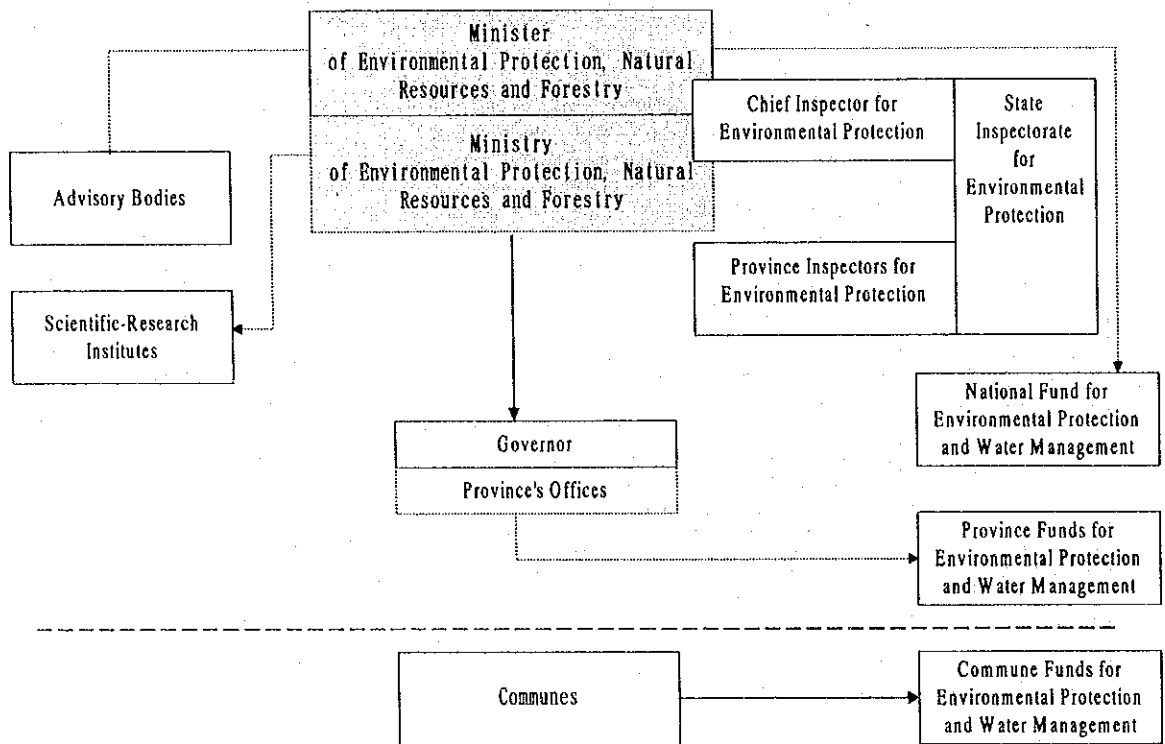 Minister
of Environmental Protection, Natural
Resources and Forestry
Ministry
of Environmental Protection, Natural
Resources and Forestry
Chief Inspector for
Environmental Protection
State
Inspectorate
for
Environmental
Protection
Advisory Bodies
Province Inspectors for
Environmental Protection
Scientific-Research
Institutes
National Fund for
Environmental Protection
and Water Management
Governor
Province's Offices
Province Funds for
Environmental Protection
and Water Management
Communes
Commune Funds for
Environmental Protection
and Water Management